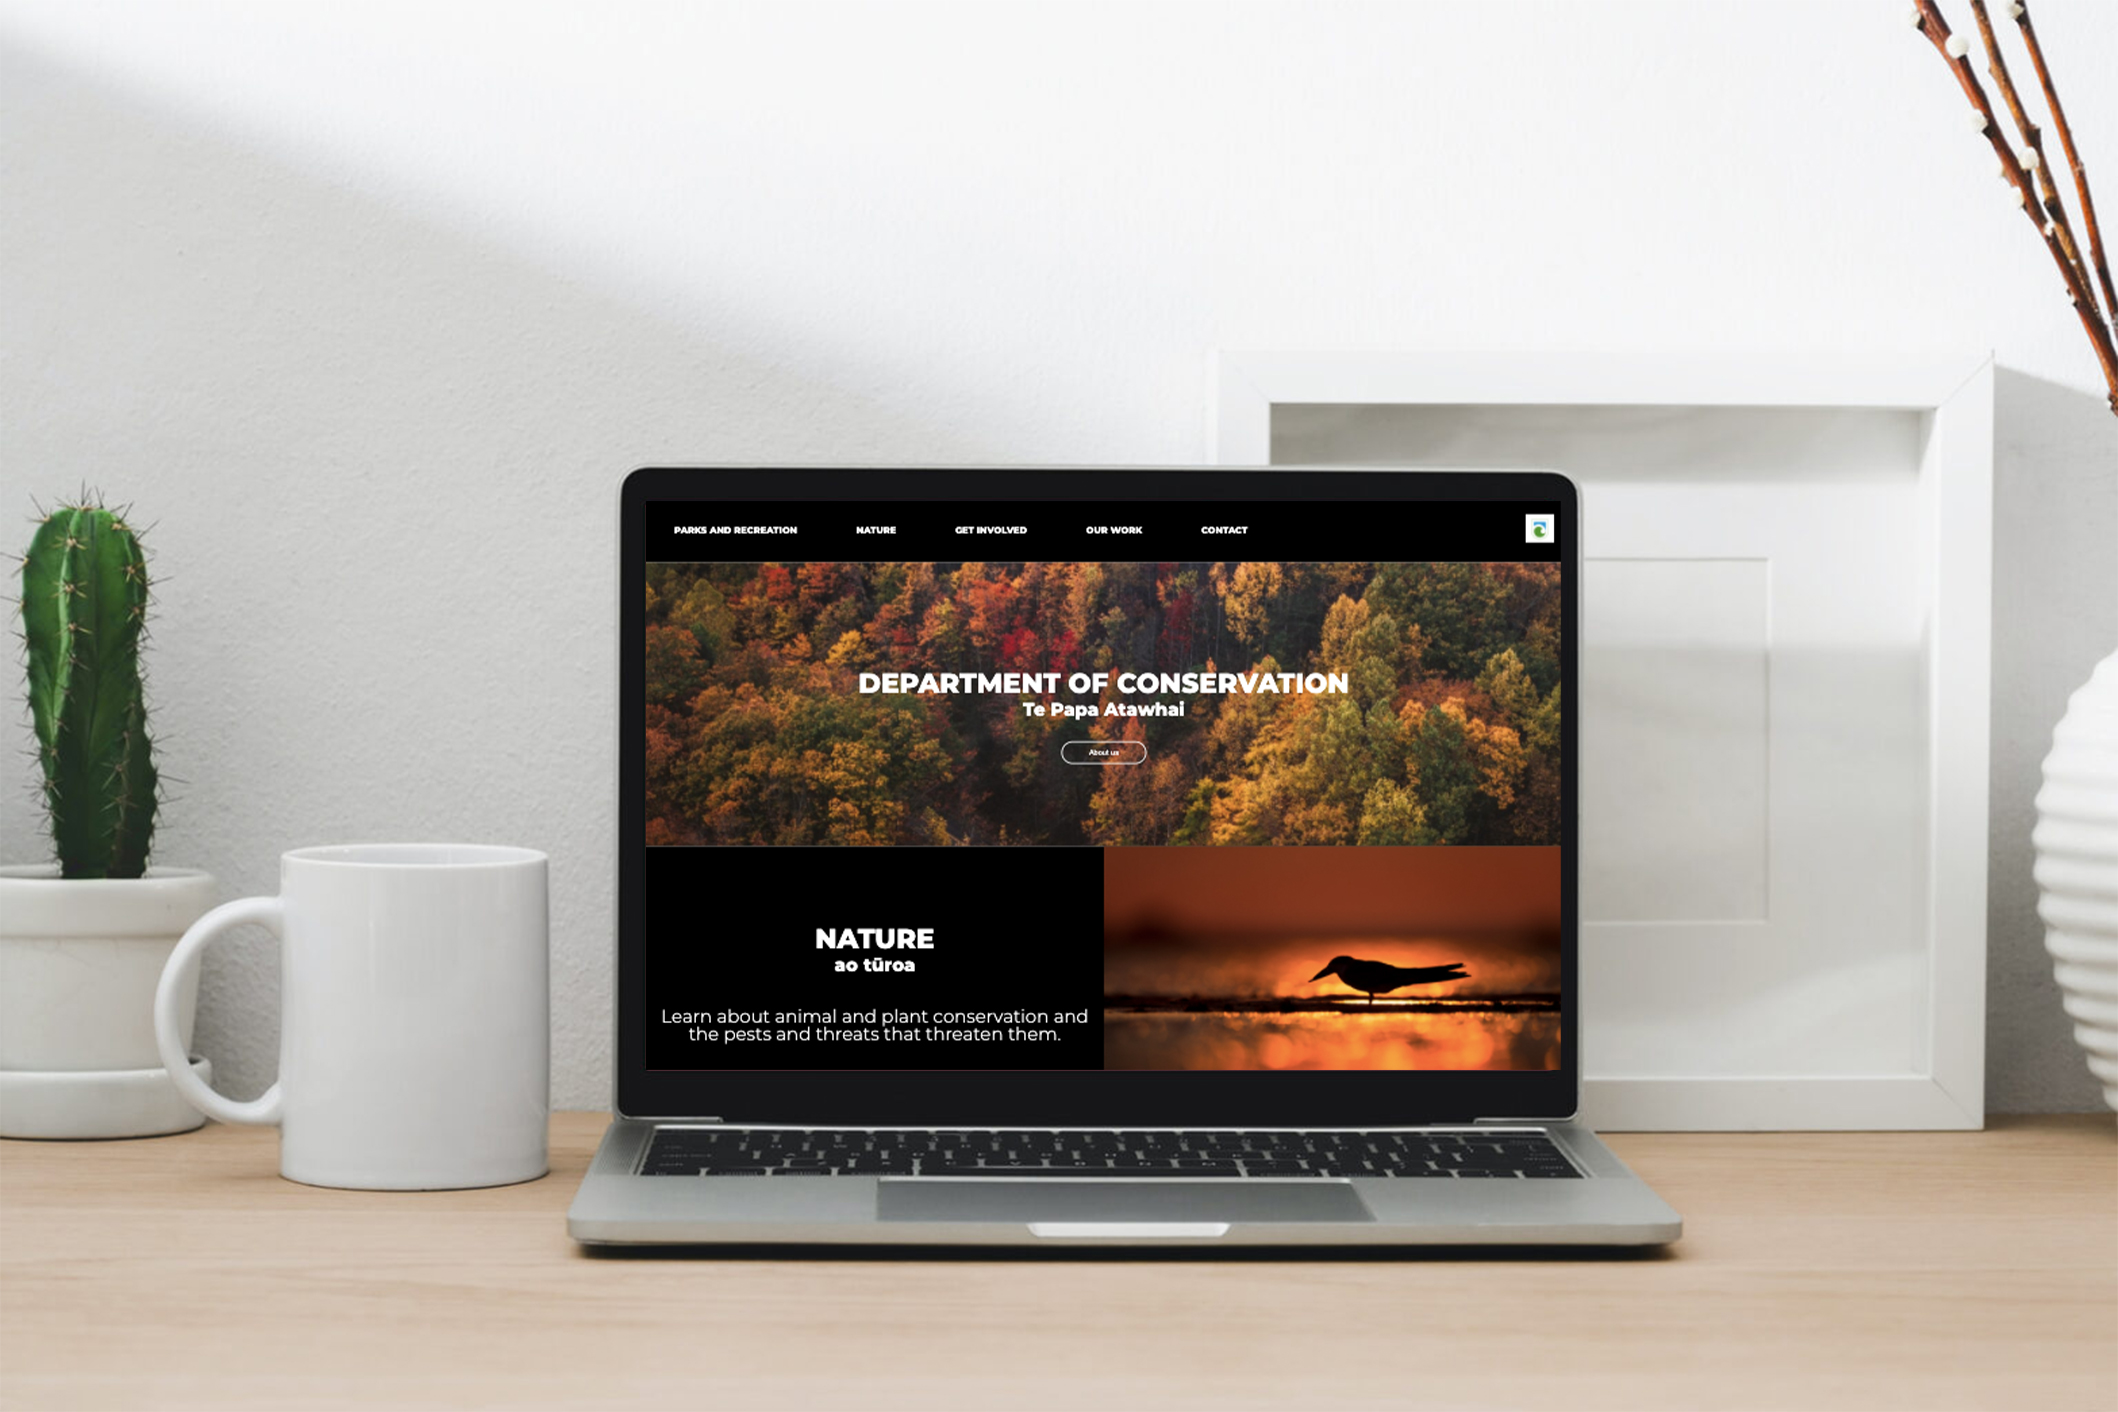 PARKS AND RECREATION
NATURE
GET INVOLVED
OUR WORK
CONTACT
DEPARTMENT OF CONSERVATION
Te Papa Atawhai
About us
NATURE
ao tūroa
Learn about animal and plant conservation and
the pests and threats that threaten them.